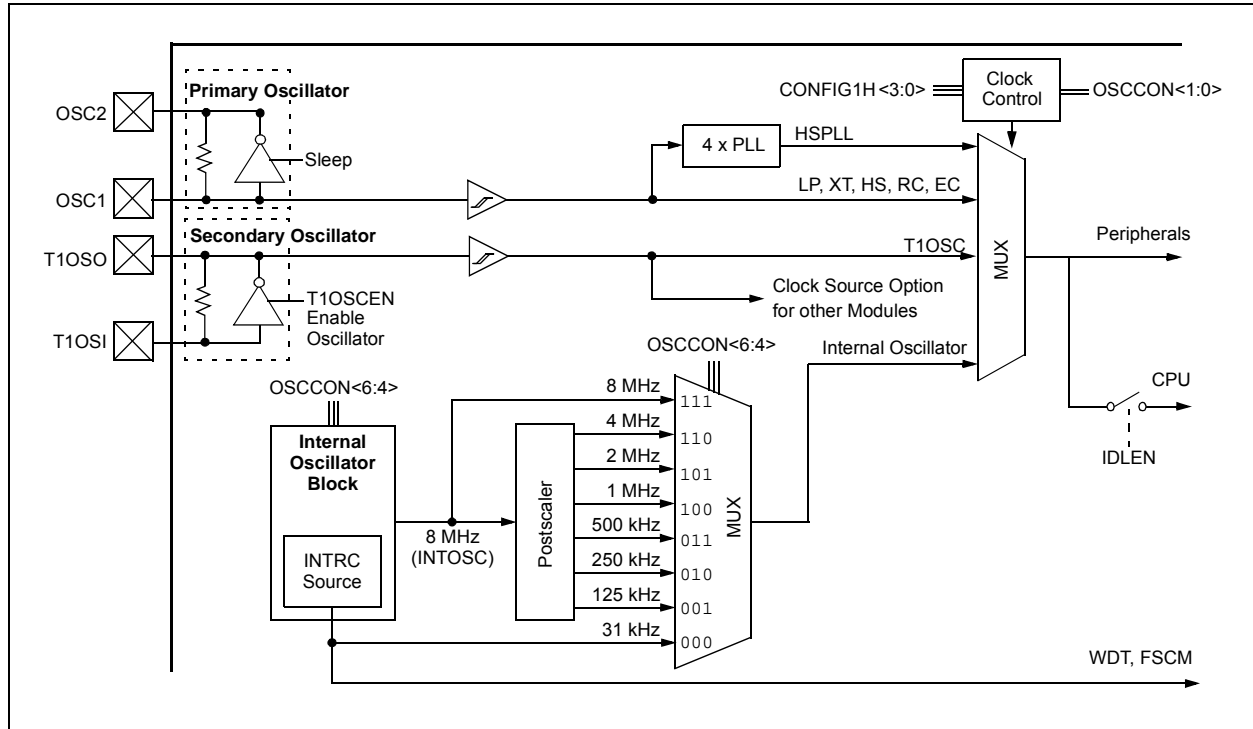 Primary Oscillator
OSC2
Sleep
OSC1
Secondary Oscillator
T1OSO
T1OSCEN
Enable
Oscillator
T1OSI
CONFIG1H <3:0>
Clock
Control
OSCCON<1:0>
4 x PLL
HSPLL
LP, XT, HS, RC, EC
T1OSC
Clock Source Option
for other Modules
Internal Oscillator
MUX
Peripherals
CPU
IDLEN
OSCCON<6:4>
Internal
Oscillator
Block
INTRC
Source
8 MHz
(INTOSC)
Postscaler
OSCCON<6:4>
8 MHz
111
4 MHz
110
2 MHz
101
1 MHz
100
500 kHz
011
250 kHz
010
125 kHz
001
31 kHz
000
MUX
WDT, FSCM